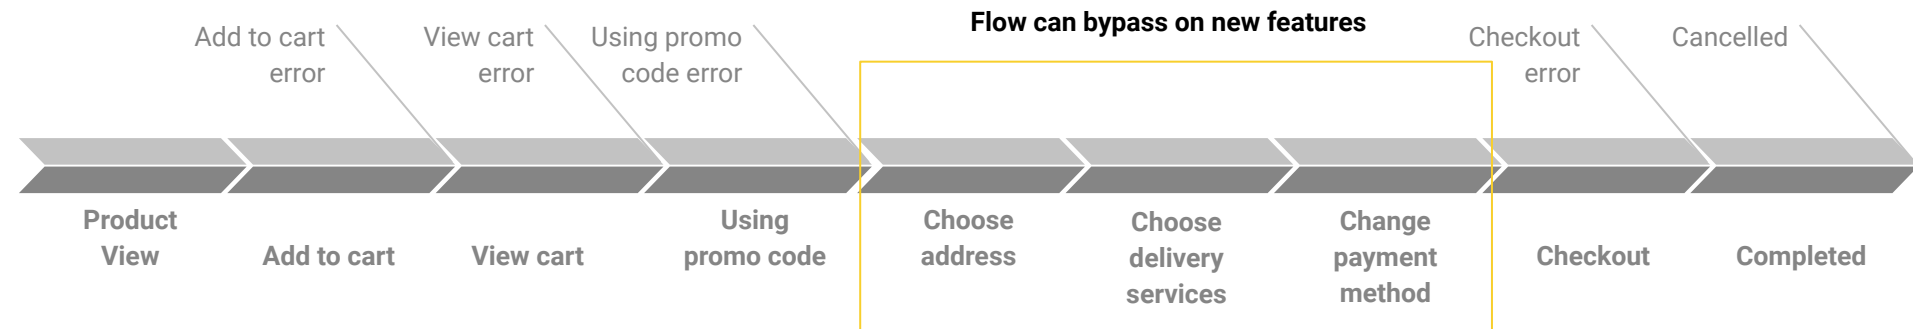 Flow can bypass on new features
Add to cart
error
View cart
error
Using promo
code error
Checkout
error
Cancelled
Product
View
Add to cart
View cart
Using
promo code
Choose
address
Choose
delivery
services
Change
payment
method
Checkout
Completed